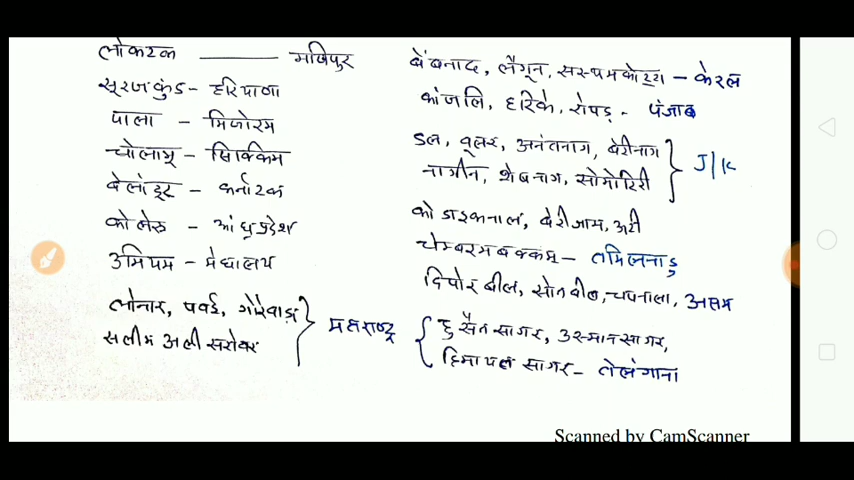 लोकटक ——— मणिपुर
सूरजकुंड - हरियाणा
पाला - मिजोरम
चोलामू - सिक्किम
बेलांडूर - कर्नाटक
कोलेरु - आंध्रप्रदेश
उमियम - मेघालय
लोनार, पवई, गोरेवाड़ा
सलीम अली सरोवर } महाराष्ट्र
बेंबनाद, लैगून, सस्थमकोट्टा - केरल
कांजलि, हरिके, रोपड़ - पंजाब
डल, वूलर, अनंतनाग, बेरीनाग
नागीन, शेषनाग, सोमोरिरी } J/K
कोडाइकनाल, बेरीजाम, ऊटी
चेम्बरमबक्कम - तमिलनाडु
दिपोर बील, सोनबील, चपनाला, असम
{ हुसैन सागर, उस्मान सागर,
हिमायत सागर - तेलंगाना
Scanned by CamScanner